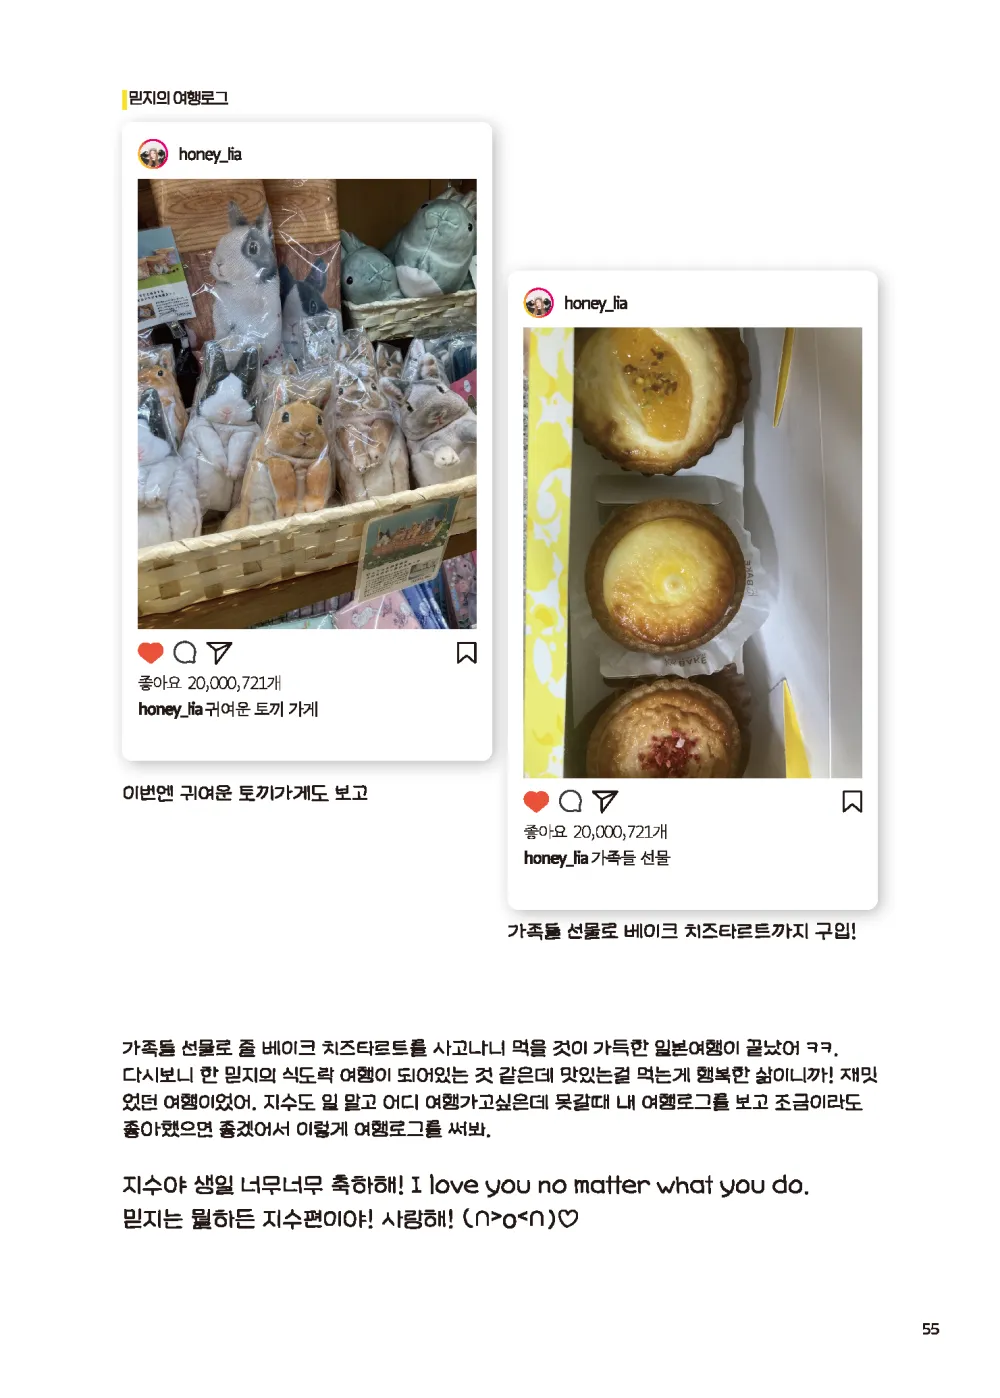 믿지의 여행로그
honey_lia
좋아요 20,000,721개
honey_lia 귀여운 토끼 가게
이번엔 귀여운 토끼가게도 보고
honey_lia
BAKE
BAKE
좋아요 20,000,721개
honey_lia 가족들 선물
가족들 선물로 베이크 치즈타르트까지 구입!
가족들 선물로 줄 베이크 치즈타르트를 사고나니 먹을 것이 가득한 일본여행이 끝났어 ㅋㅋ.
다시보니 한 믿지의 식도락 여행이 되어있는 것 같은데 맛있는걸 먹는게 행복한 삶이니까! 재밌
었던 여행이었어. 지수도 일 말고 어디 여행가고싶은데 못갈때 내 여행로그를 보고 조금이라도
좋아했으면 좋겠어서 이렇게 여행로그를 써봐.
지수야 생일 너무너무 축하해! I love you no matter what you do.
믿지는 뭘하든 지수편이야! 사랑해! (∩>o<∩)♡
55